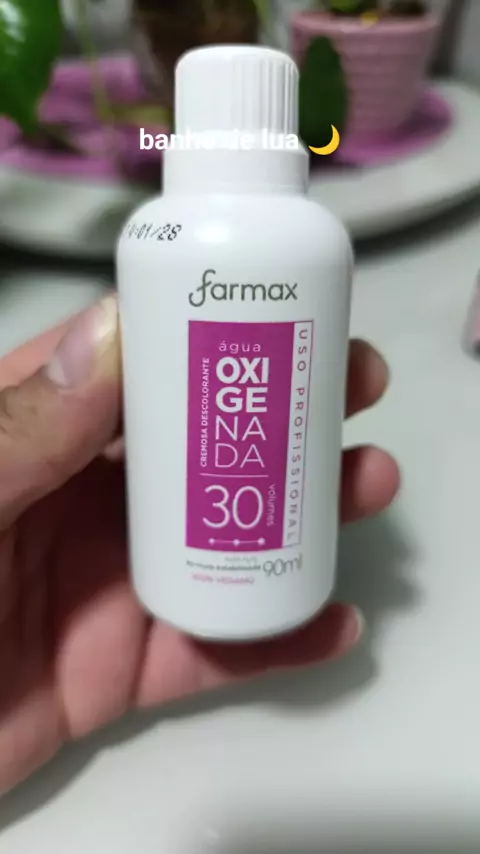 banho de lua 🌙
01/28
farmax
água
OXI
GE
NA
DA
CREMOSA DESCOLORANTE
30
volumes
USO PROFISSIONAL
90ml
100% VEGANO